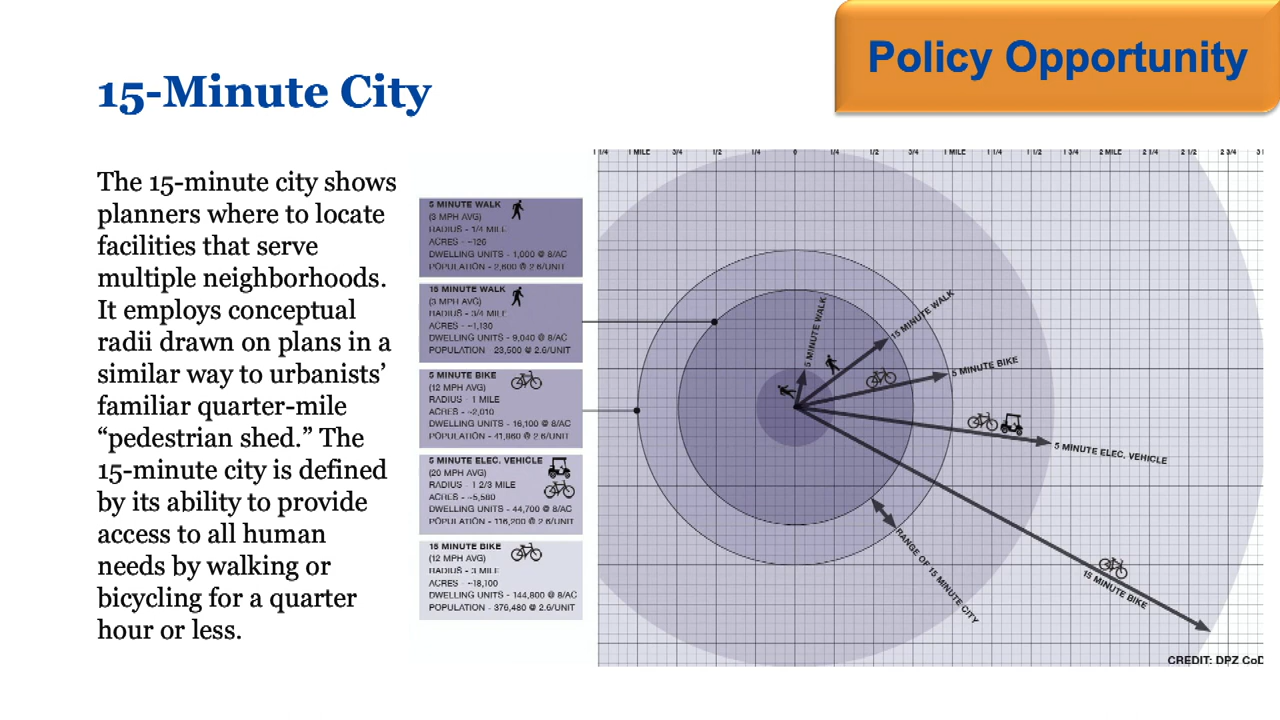 Policy Opportunity
15-Minute City
The 15-minute city shows
planners where to locate
facilities that serve
multiple neighborhoods.
It employs conceptual
radii drawn on plans in a
similar way to urbanists’
familiar quarter-mile
“pedestrian shed.” The
15-minute city is defined
by its ability to provide
access to all human
needs by walking or
bicycling for a quarter
hour or less.
5 MINUTE WALK
(3 MPH AVG)
RADIUS - 1/4 MILE
ACRES - ~126
DWELLING UNITS - 1,000 @ 8/AC
POPULATION - 2,600 @ 2.6/UNIT
15 MINUTE WALK
(3 MPH AVG)
RADIUS - 3/4 MILE
ACRES - ~1,130
DWELLING UNITS - 9,040 @ 8/AC
POPULATION - 23,500 @ 2.6/UNIT
5 MINUTE BIKE
(12 MPH AVG)
RADIUS - 1 MILE
ACRES - ~2,010
DWELLING UNITS - 16,100 @ 8/AC
POPULATION - 41,860 @ 2.6/UNIT
5 MINUTE ELEC. VEHICLE
(20 MPH AVG)
RADIUS - 1 2/3 MILE
ACRES - ~5,580
DWELLING UNITS - 44,700 @ 8/AC
POPULATION - 116,200 @ 2.6/UNIT
15 MINUTE BIKE
(12 MPH AVG)
RADIUS - 3 MILE
ACRES - ~18,100
DWELLING UNITS - 144,800 @ 8/AC
POPULATION - 376,480 @ 2.6/UNIT
1 1/4 1 MILE 3/4 1/2 1/4 0 1/4 1/2 3/4 1 MILE 1 1/4 1 1/2 1 3/4 2 MILE 2 1/4 2 1/2 2 3/4
5 MINUTE WALK
15 MINUTE WALK
5 MINUTE BIKE
5 MINUTE ELEC. VEHICLE
RANGE OF 15 MINUTE CITY
15 MINUTE BIKE
CREDIT: DPZ CoD